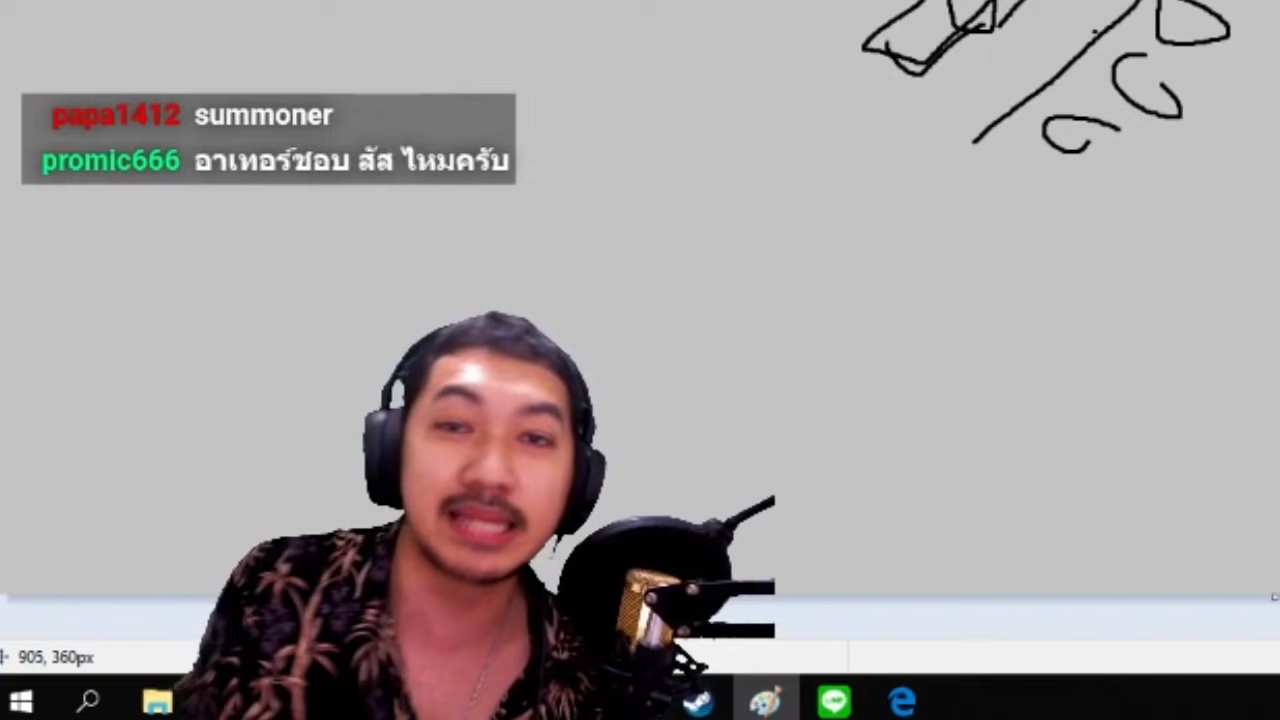 papa1412 summoner
promic666 อาเทอร์ชอบ สัส ไหมครับ
905, 360px
LINE